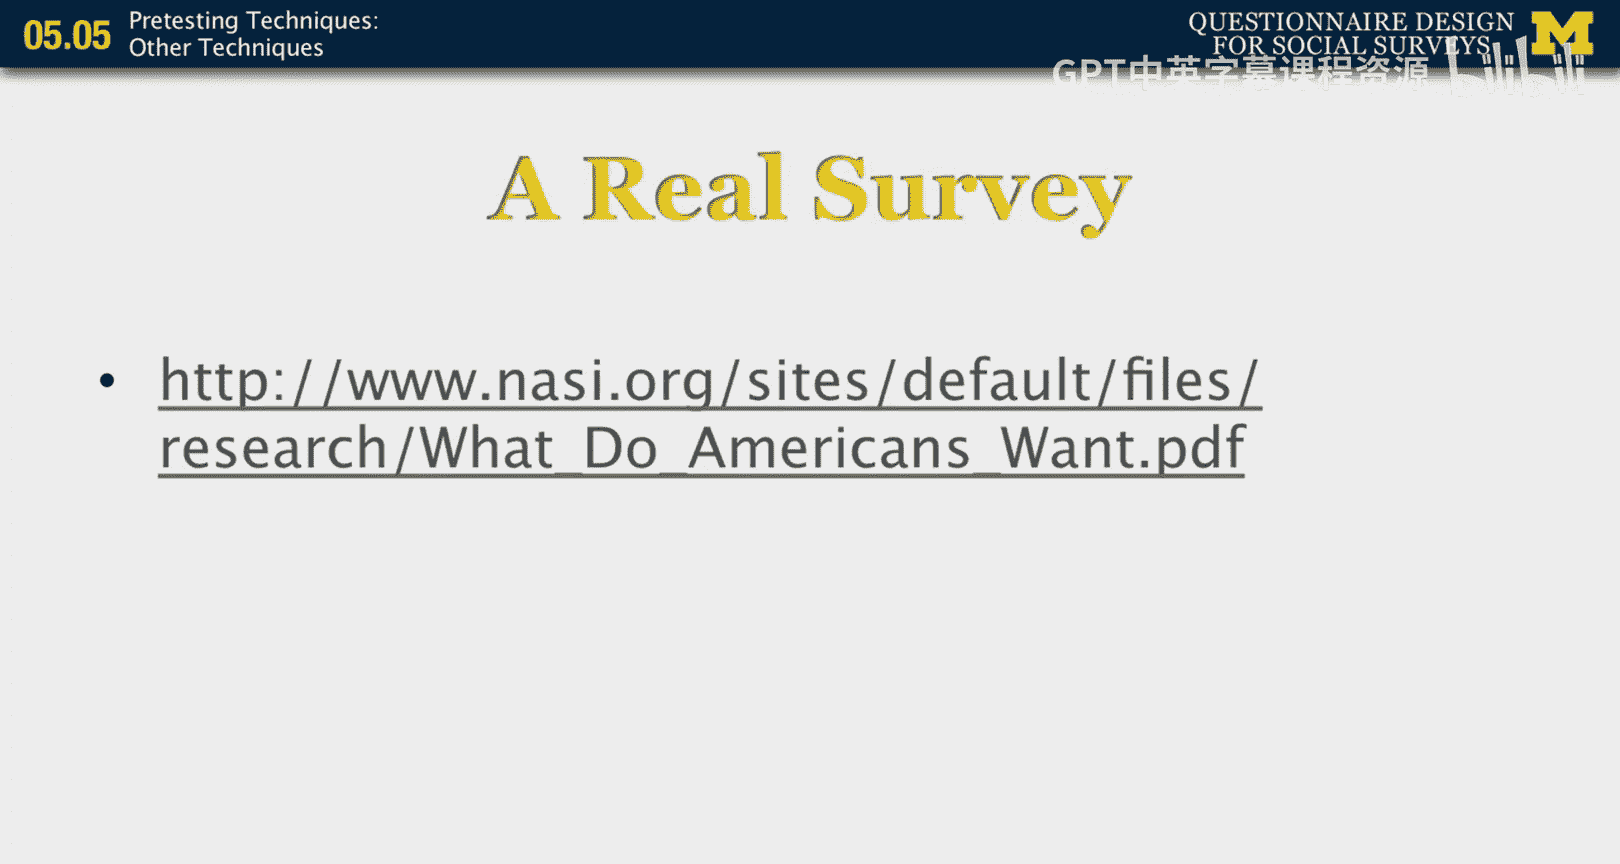 05.05
Pretesting Techniques:
Other Techniques
QUESTIONNAIRE DESIGN
FOR SOCIAL SURVEYS
M
GPT中英字幕课程资源
bilibili
A Real Survey
• http://www.nasi.org/sites/default/files/
research/What_Do_Americans_Want.pdf